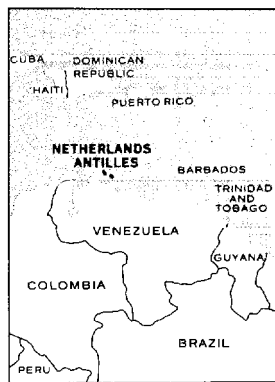 CUBA
DOMINICAN
REPUBLIC
HAITI
PUERTO RICO
NETHERLANDS
ANTILLES
BARBADOS
TRINIDAD
AND
TOBAGO
VENEZUELA
GUYANA
COLOMBIA
BRAZIL
PERU